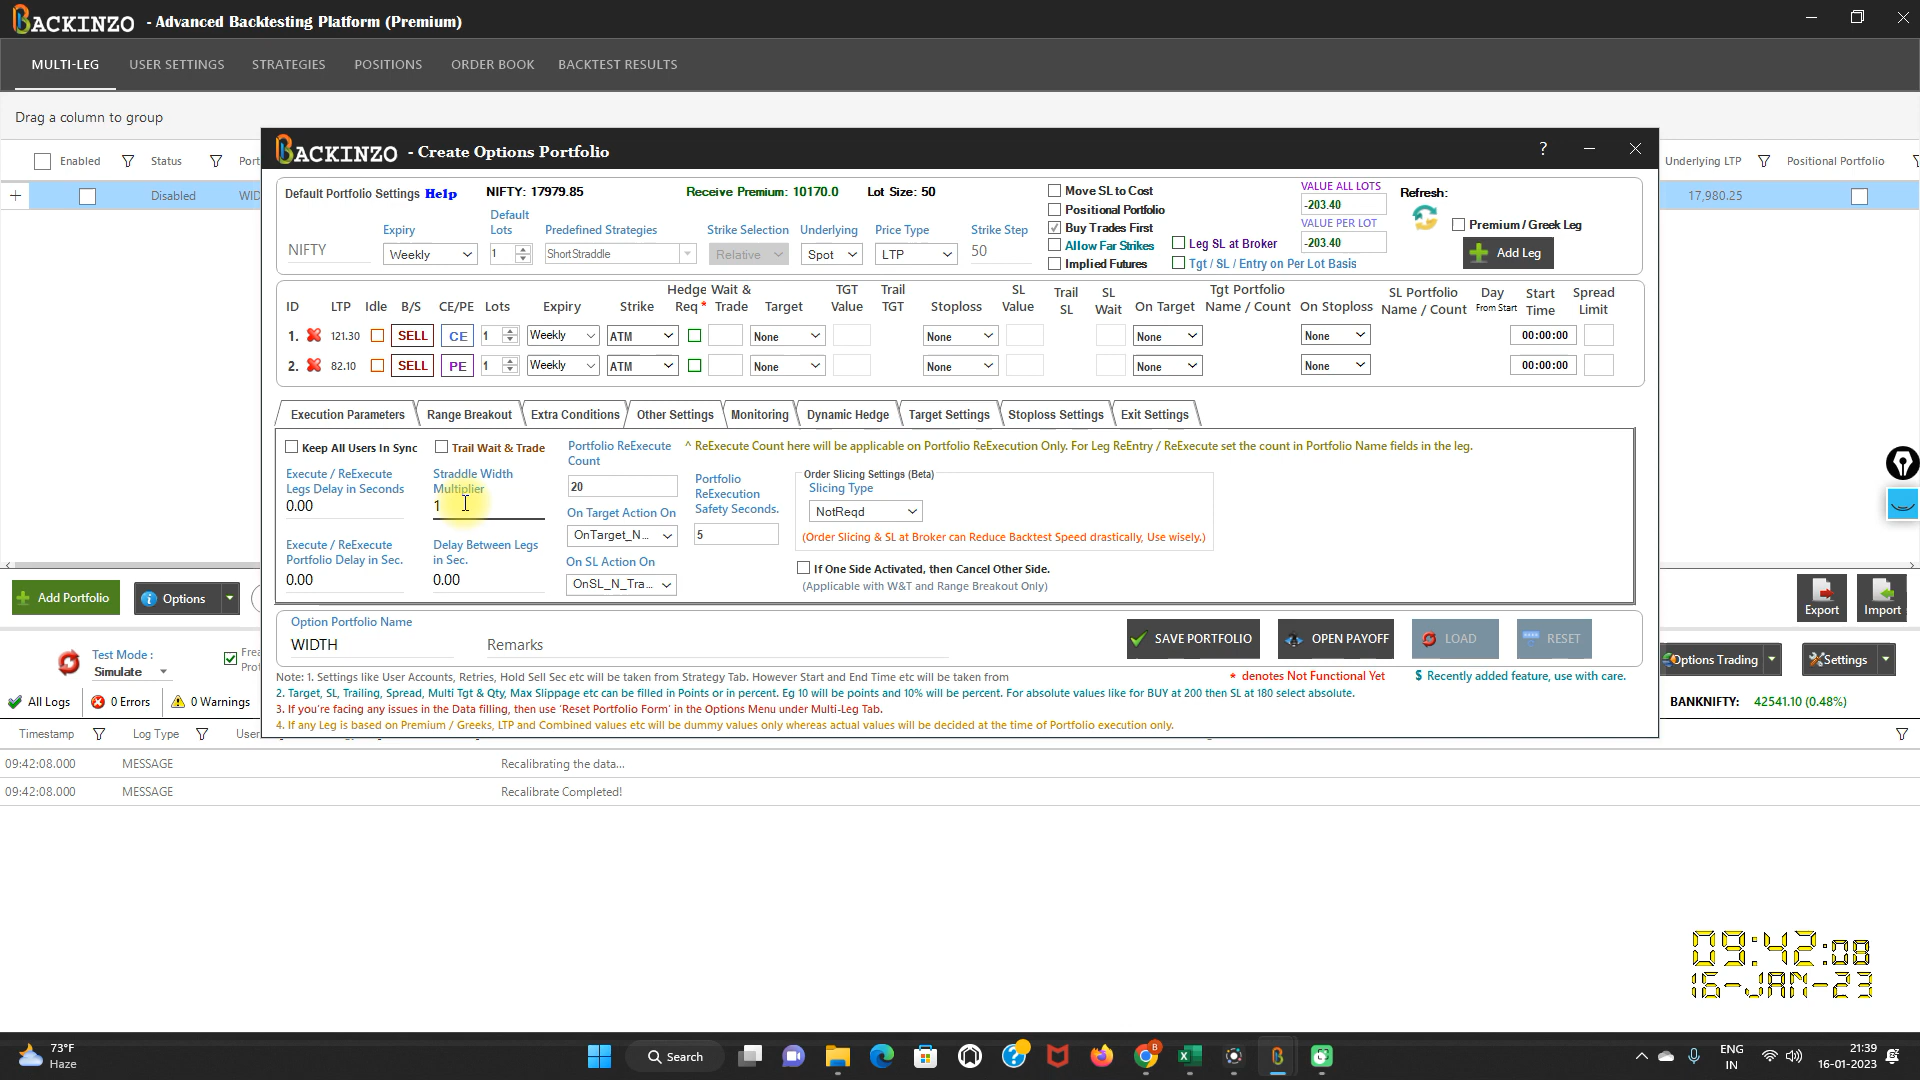 BACKINZO - Advanced Backtesting Platform (Premium)
MULTI-LEG USER SETTINGS STRATEGIES POSITIONS ORDER BOOK BACKTEST RESULTS
Drag a column to group
Enabled Status Port
Underlying LTP Positional Portfolio
Disabled WID
17,980.25
BACKINZO - Create Options Portfolio ?
Default Portfolio Settings Help NIFTY: 17979.85 Receive Premium: 10170.0 Lot Size: 50
NIFTY
Expiry
Weekly
Default
Lots
1
Predefined Strategies
ShortStraddle
Strike Selection
Relative
Underlying
Spot
Price Type
LTP
Strike Step
50
Move SL to Cost
Positional Portfolio
Buy Trades First
Allow Far Strikes
Implied Futures
Leg SL at Broker
Tgt / SL / Entry on Per Lot Basis
VALUE ALL LOTS
-203.40
VALUE PER LOT
-203.40
Refresh:
Premium / Greek Leg
Add Leg
ID LTP Idle B/S CE/PE Lots Expiry Strike Hedge Req * Wait & Trade Target TGT Value Trail TGT Stoploss SL Value Trail SL SL Wait On Target Tgt Portfolio Name / Count On Stoploss SL Portfolio Name / Count Day From Start Start Time Spread Limit
1. 121.30 SELL CE 1 Weekly ATM None None None None 00:00:00
2. 82.10 SELL PE 1 Weekly ATM None None None None 00:00:00
Execution Parameters Range Breakout Extra Conditions Other Settings Monitoring Dynamic Hedge Target Settings Stoploss Settings Exit Settings
Keep All Users In Sync
Execute / ReExecute
Legs Delay in Seconds
0.00
Execute / ReExecute
Portfolio Delay in Sec.
0.00
Trail Wait & Trade
Straddle Width
Multiplier
1
Delay Between Legs
in Sec.
0.00
Portfolio ReExecute
Count
20
On Target Action On
OnTarget_N...
On SL Action On
OnSL_N_Tra...
^ ReExecute Count here will be applicable on Portfolio ReExecution Only. For Leg ReEntry / ReExecute set the count in Portfolio Name fields in the leg.
Portfolio
ReExecution
Safety Seconds.
5
Order Slicing Settings (Beta)
Slicing Type
NotReqd
(Order Slicing & SL at Broker can Reduce Backtest Speed drastically, Use wisely.)
If One Side Activated, then Cancel Other Side.
(Applicable with W&T and Range Breakout Only)
Option Portfolio Name
WIDTH
Remarks
SAVE PORTFOLIO OPEN PAYOFF LOAD RESET
Note: 1. Settings like User Accounts, Retries, Hold Sell Sec etc will be taken from Strategy Tab. However Start and End Time etc will be taken from
* denotes Not Functional Yet $ Recently added feature, use with care.
2. Target, SL, Trailing, Spread, Multi Tgt & Qty, Max Slippage etc can be filled in Points or in percent. Eg 10 will be points and 10% will be percent. For absolute values like for BUY at 200 then SL at 180 select absolute.
3. If you're facing any issues in the Data filling, then use 'Reset Portfolio Form' in the Options Menu under Multi-Leg Tab.
4. If any Leg is based on Premium / Greeks, LTP and Combined values etc will be dummy values only whereas actual values will be decided at the time of Portfolio execution only.
Add Portfolio Options
Export Import
Test Mode :
Simulate
Options Trading Settings
All Logs 0 Errors 0 Warnings
BANKNIFTY: 42541.10 (0.48%)
Timestamp Log Type User
09:42:08.000 MESSAGE Recalibrating the data...
09:42:08.000 MESSAGE Recalibrate Completed!
09:42:08
16-JAN-23
73°F
Haze
Search
ENG
IN
21:39
16-01-2023